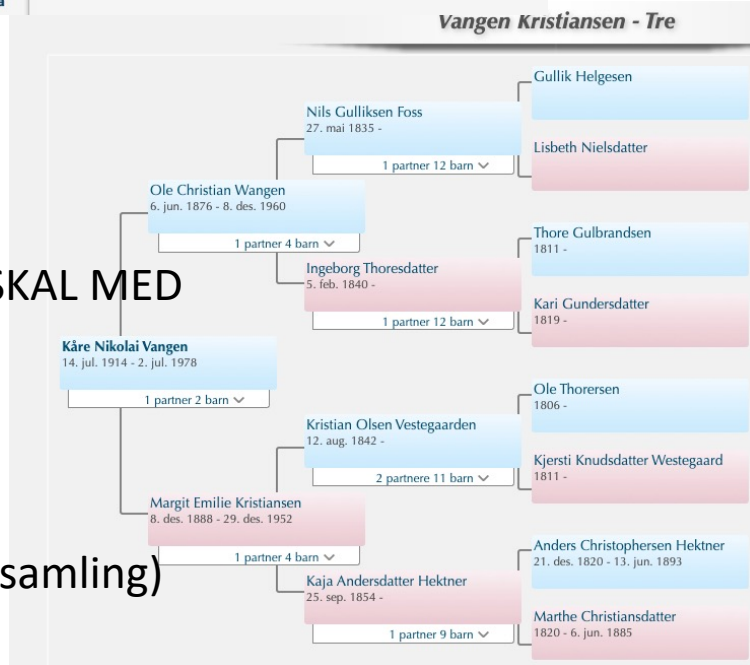 a
Vangen Kristiansen - Tre
Gullik Helgesen
Nils Gulliksen Foss
27. mai 1835 -
1 partner 12 barn
Lisbeth Nielsdatter
Ole Christian Wangen
6. jun. 1876 - 8. des. 1960
1 partner 4 barn
Thore Gulbrandsen
1811 -
Ingeborg Thoresdatter
5. feb. 1840 -
1 partner 12 barn
SKAL MED
Kari Gundersdatter
1819 -
Kåre Nikolai Vangen
14. jul. 1914 - 2. jul. 1978
1 partner 2 barn
Ole Thorersen
1806 -
Kristian Olsen Vestegaarden
12. aug. 1842 -
2 partnere 11 barn
Kjersti Knudsdatter Westegaard
1811 -
Margit Emilie Kristiansen
8. des. 1888 - 29. des. 1952
1 partner 4 barn
Anders Christophersen Hektner
21. des. 1820 - 13. jun. 1893
samling)
Kaja Andersdatter Hektner
25. sep. 1854 -
1 partner 9 barn
Marthe Christiansdatter
1820 - 6. jun. 1885